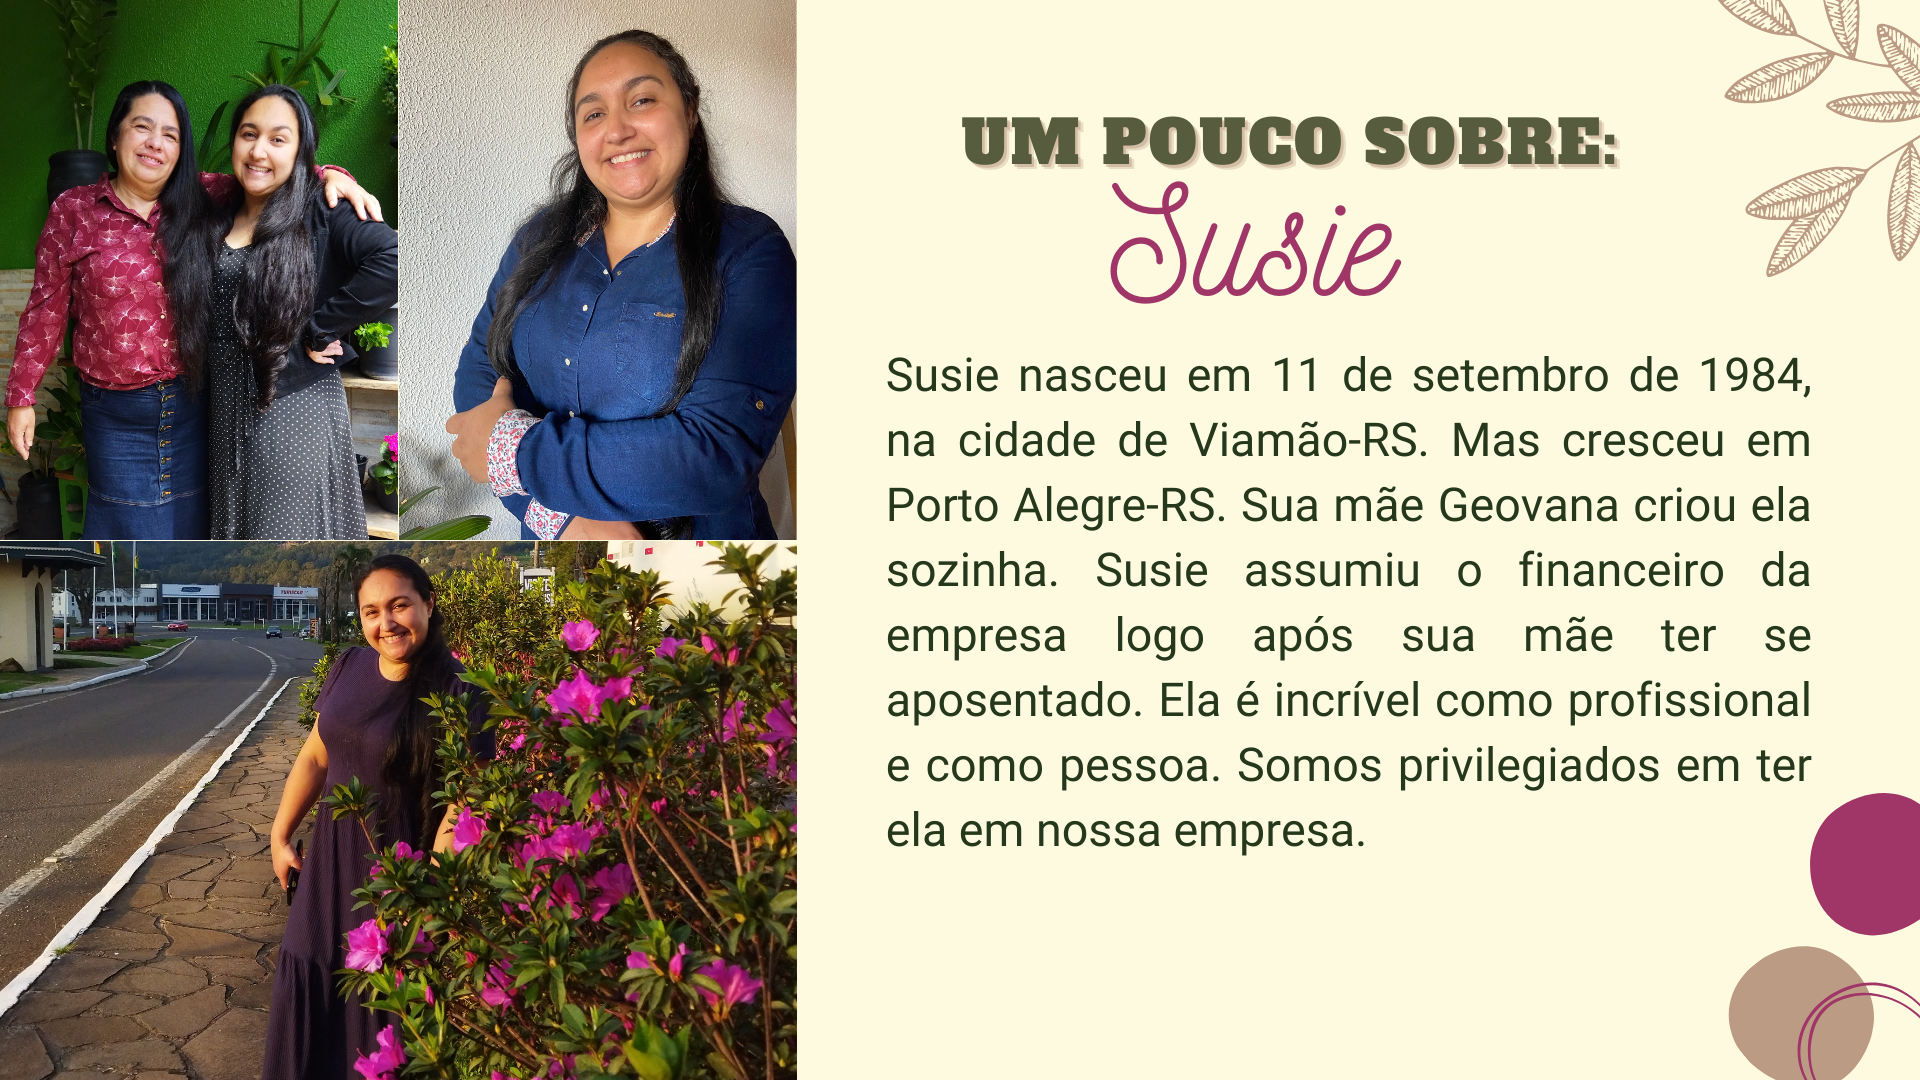 UM POUCO SOBRE:
Susie
Susie nasceu em 11 de setembro de 1984,
na cidade de Viamão-RS. Mas cresceu em
Porto Alegre-RS. Sua mãe Geovana criou ela
sozinha. Susie assumiu o financeiro da
empresa logo após sua mãe ter se
aposentado. Ela é incrível como profissional
e como pessoa. Somos privilegiados em ter
ela em nossa empresa.